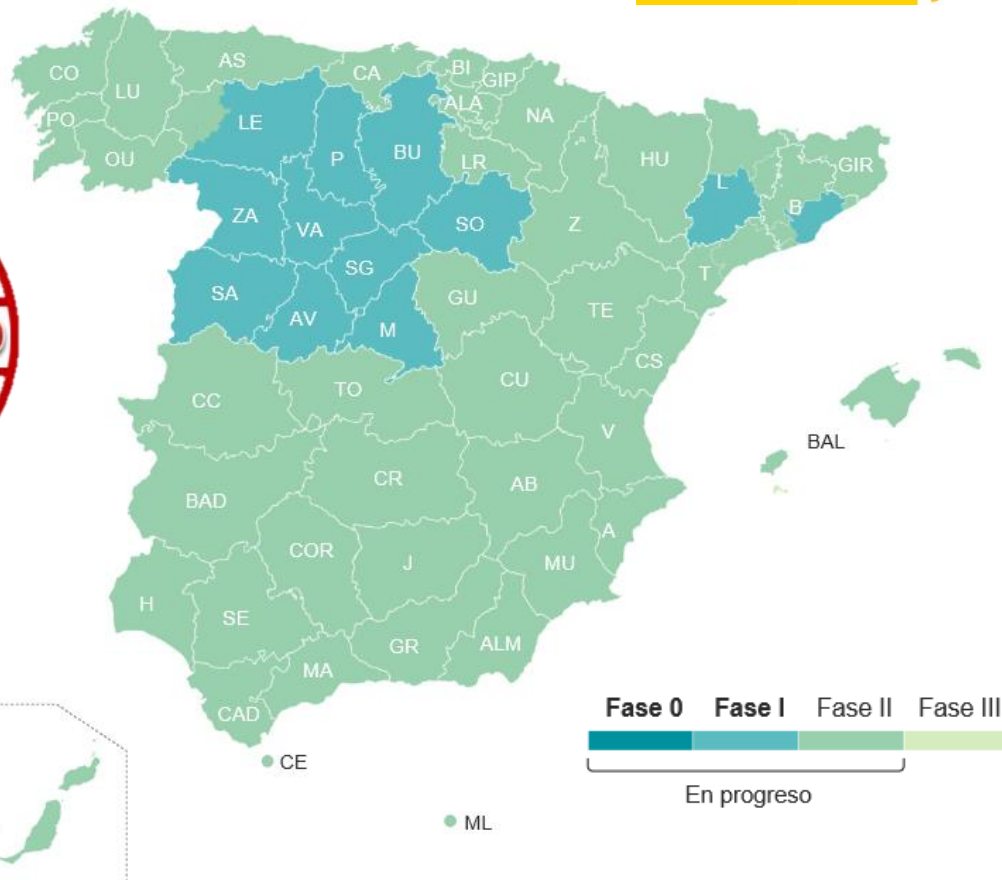 AS
CA
BI
GIP
CO
LU
ALA
NA
PO
LE
P
BU
OU
LR
HU
GIR
L
B
ZA
VA
SO
Z
SG
T
SA
AV
M
GU
TE
CS
CC
TO
CU
V
BAL
BAD
CR
AB
A
COR
J
MU
H
SE
GR
ALM
MA
CAD
CE
ML
Fase 0 Fase I Fase II Fase III
En progreso